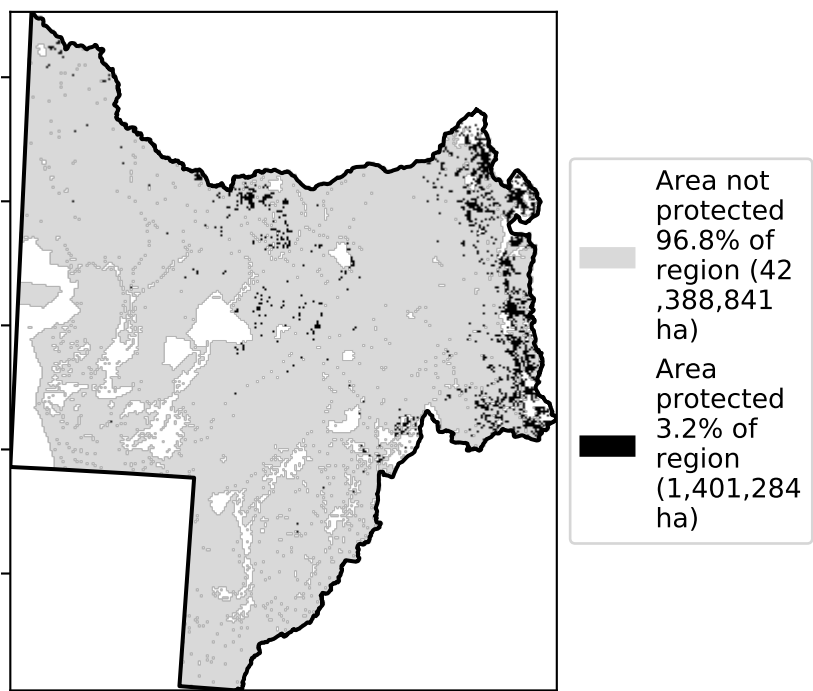 Area not
protected
96.8% of
region (42
,388,841
ha)
Area
protected
3.2% of
region
(1,401,284
ha)